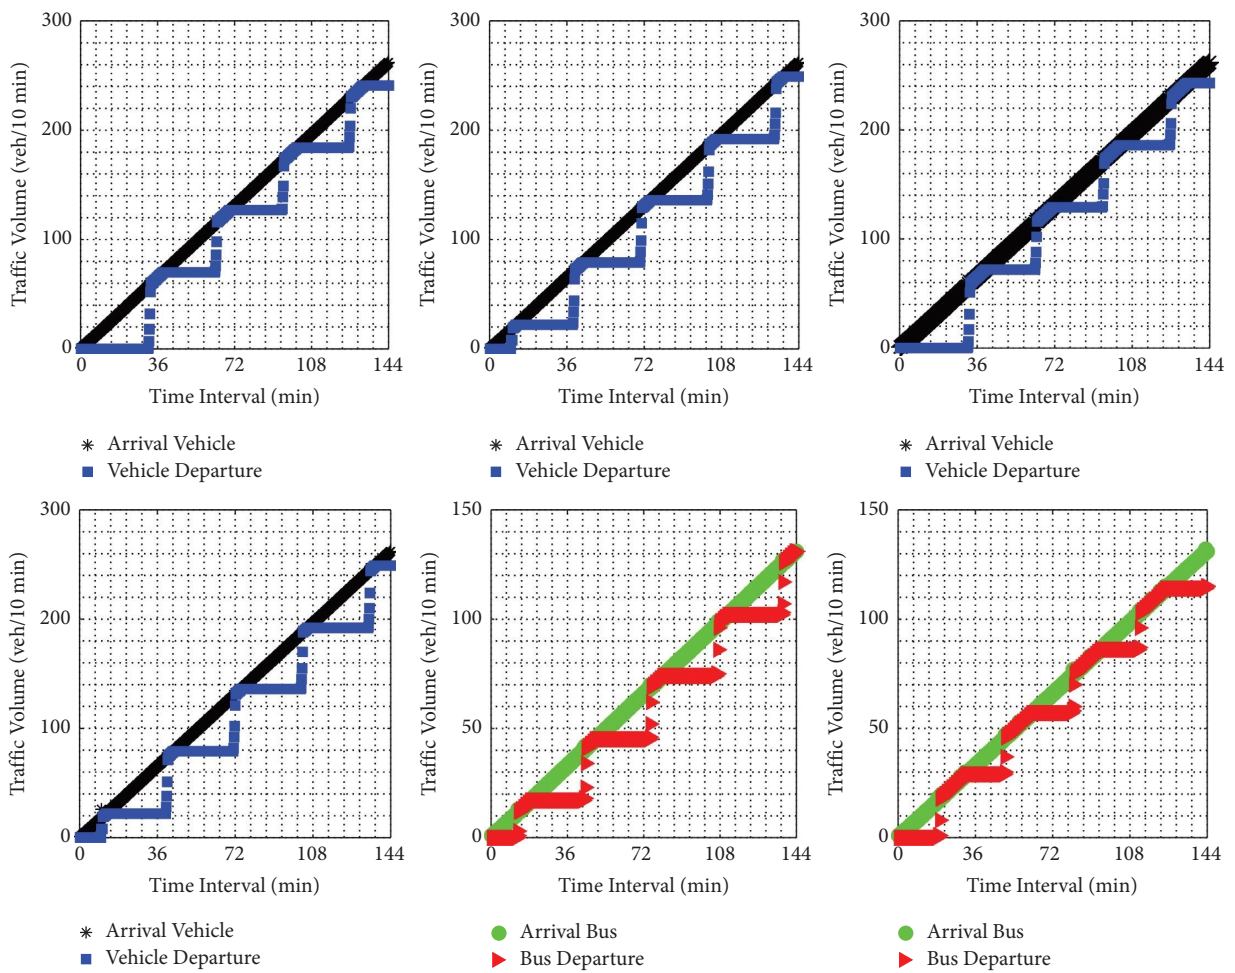 300
200
100
0
Traffic Volume (veh/10 min)
0 36 72 108 144
Time Interval (min)
Arrival Vehicle
Vehicle Departure
300
200
100
0
Traffic Volume (veh/10 min)
0 36 72 108 144
Time Interval (min)
Arrival Vehicle
Vehicle Departure
300
200
100
0
Traffic Volume (veh/10 min)
0 36 72 108 144
Time Interval (min)
Arrival Vehicle
Vehicle Departure
300
200
100
0
Traffic Volume (veh/10 min)
0 36 72 108 144
Time Interval (min)
Arrival Vehicle
Vehicle Departure
150
100
50
0
Traffic Volume (veh/10 min)
0 36 72 108 144
Time Interval (min)
Arrival Bus
Bus Departure
150
100
50
0
Traffic Volume (veh/10 min)
0 36 72 108 144
Time Interval (min)
Arrival Bus
Bus Departure